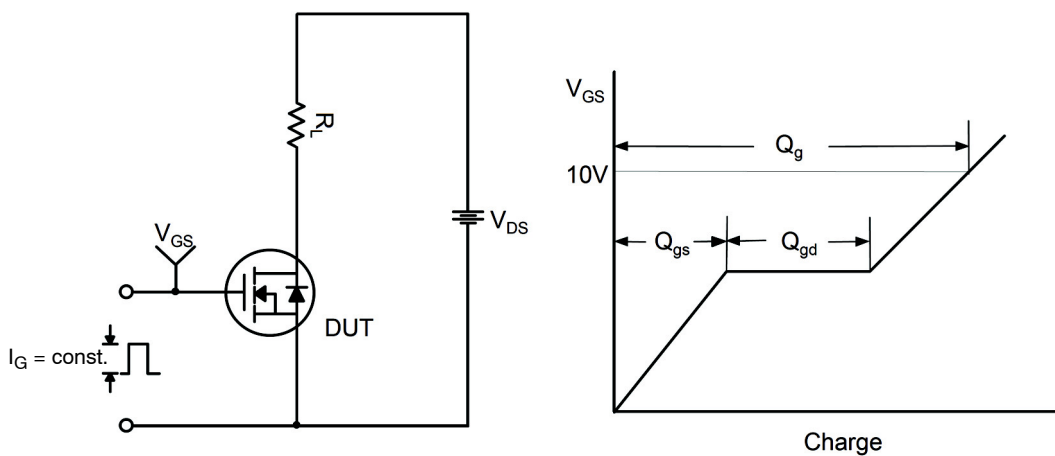 R_L
V_GS
V_DS
DUT
I_G = const.
V_GS
Q_g
10V
Q_gs
Q_gd
Charge